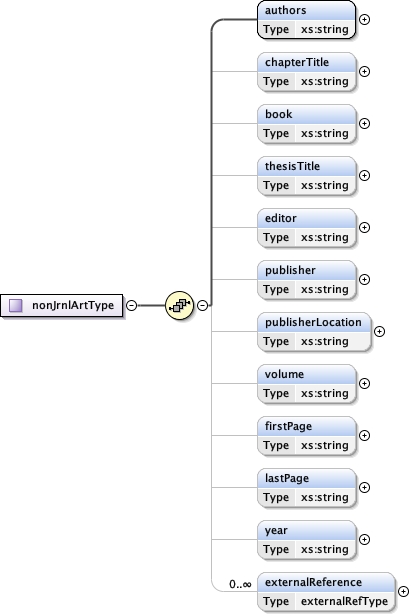 authors
Type xs:string
chapterTitle
Type xs:string
book
Type xs:string
thesisTitle
Type xs:string
editor
Type xs:string
publisher
Type xs:string
nonJrnlArtType
publisherLocation
Type xs:string
volume
Type xs:string
firstPage
Type xs:string
lastPage
Type xs:string
year
Type xs:string
0..∞
externalReference
Type externalRefType